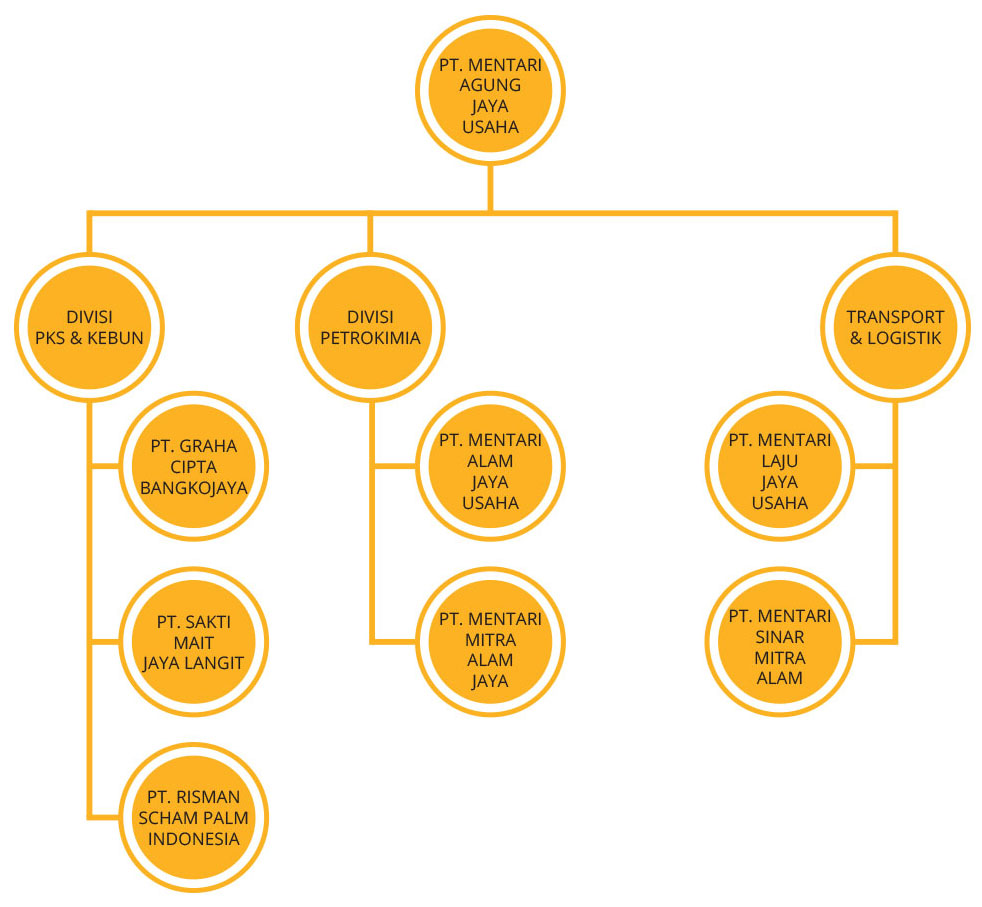 PT. MENTARI
AGUNG
JAYA
USAHA
DIVISI
PKS & KEBUN
DIVISI
PETROKIMIA
TRANSPORT
& LOGISTIK
PT. GRAHA
CIPTA
BANGKOJAYA
PT. MENTARI
ALAM
JAYA
USAHA
PT. MENTARI
LAJU
JAYA
USAHA
PT. SAKTI
MAIT
JAYA LANGIT
PT. MENTARI
MITRA
ALAM
JAYA
PT. MENTARI
SINAR
MITRA
ALAM
PT. RISMAN
SCHAM PALM
INDONESIA